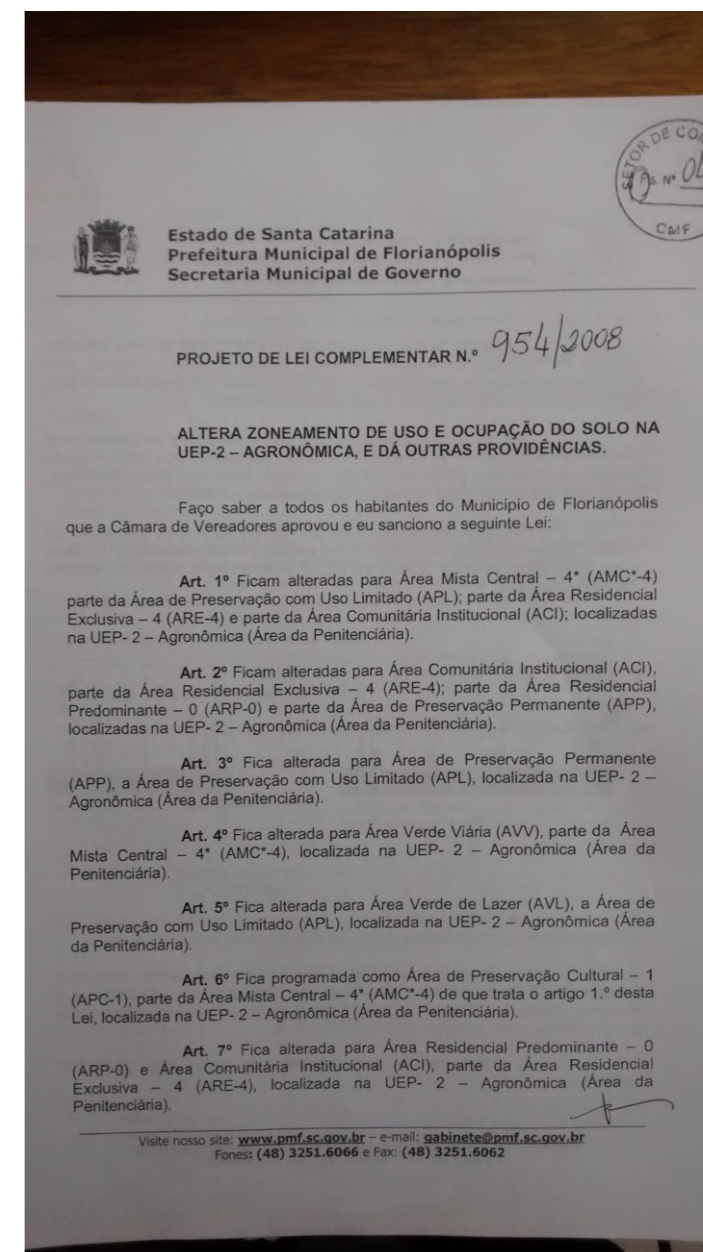 SETOR DE CO
Fls. Nº 0
CMF
Estado de Santa Catarina
Prefeitura Municipal de Florianópolis
Secretaria Municipal de Governo
PROJETO DE LEI COMPLEMENTAR N.º 954/2008
ALTERA ZONEAMENTO DE USO E OCUPAÇÃO DO SOLO NA
UEP-2 – AGRONÔMICA, E DÁ OUTRAS PROVIDÊNCIAS.
Faço saber a todos os habitantes do Município de Florianópolis
que a Câmara de Vereadores aprovou e eu sanciono a seguinte Lei:
Art. 1º Ficam alteradas para Área Mista Central – 4* (AMC*-4)
parte da Área de Preservação com Uso Limitado (APL); parte da Área Residencial
Exclusiva – 4 (ARE-4) e parte da Área Comunitária Institucional (ACI); localizadas
na UEP- 2 – Agronômica (Área da Penitenciária).
Art. 2º Ficam alteradas para Área Comunitária Institucional (ACI),
parte da Área Residencial Exclusiva – 4 (ARE-4); parte da Área Residencial
Predominante – 0 (ARP-0) e parte da Área de Preservação Permanente (APP),
localizadas na UEP- 2 – Agronômica (Área da Penitenciária).
Art. 3º Fica alterada para Área de Preservação Permanente
(APP), a Área de Preservação com Uso Limitado (APL), localizada na UEP- 2 –
Agronômica (Área da Penitenciária).
Art. 4º Fica alterada para Área Verde Viária (AVV), parte da Área
Mista Central – 4* (AMC*-4), localizada na UEP- 2 – Agronômica (Área da
Penitenciária).
Art. 5º Fica alterada para Área Verde de Lazer (AVL), a Área de
Preservação com Uso Limitado (APL), localizada na UEP- 2 – Agronômica (Área
da Penitenciária).
Art. 6º Fica programada como Área de Preservação Cultural – 1
(APC-1), parte da Área Mista Central – 4* (AMC*-4) de que trata o artigo 1.º desta
Lei, localizada na UEP- 2 – Agronômica (Área da Penitenciária).
Art. 7º Fica alterada para Área Residencial Predominante – 0
(ARP-0) e Área Comunitária Institucional (ACI), parte da Área Residencial
Exclusiva – 4 (ARE-4), localizada na UEP- 2 – Agronômica (Área da
Penitenciária).
Visite nosso site: www.pmf.sc.gov.br – e-mail: gabinete@pmf.sc.gov.br
Fones: (48) 3251.6066 e Fax: (48) 3251.6062